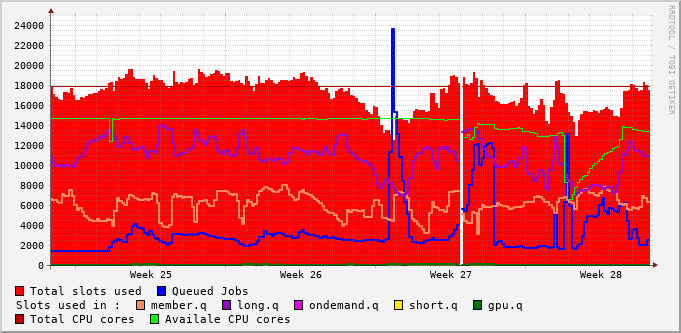 RRDTOOL / TOBI OETIKER
24000
22000
20000
18000
16000
14000
12000
10000
8000
6000
4000
2000
0
Week 25 Week 26 Week 27 Week 28
Total slots used Queued Jobs
Slots used in : member.q long.q ondemand.q short.q gpu.q
Total CPU cores Availale CPU cores